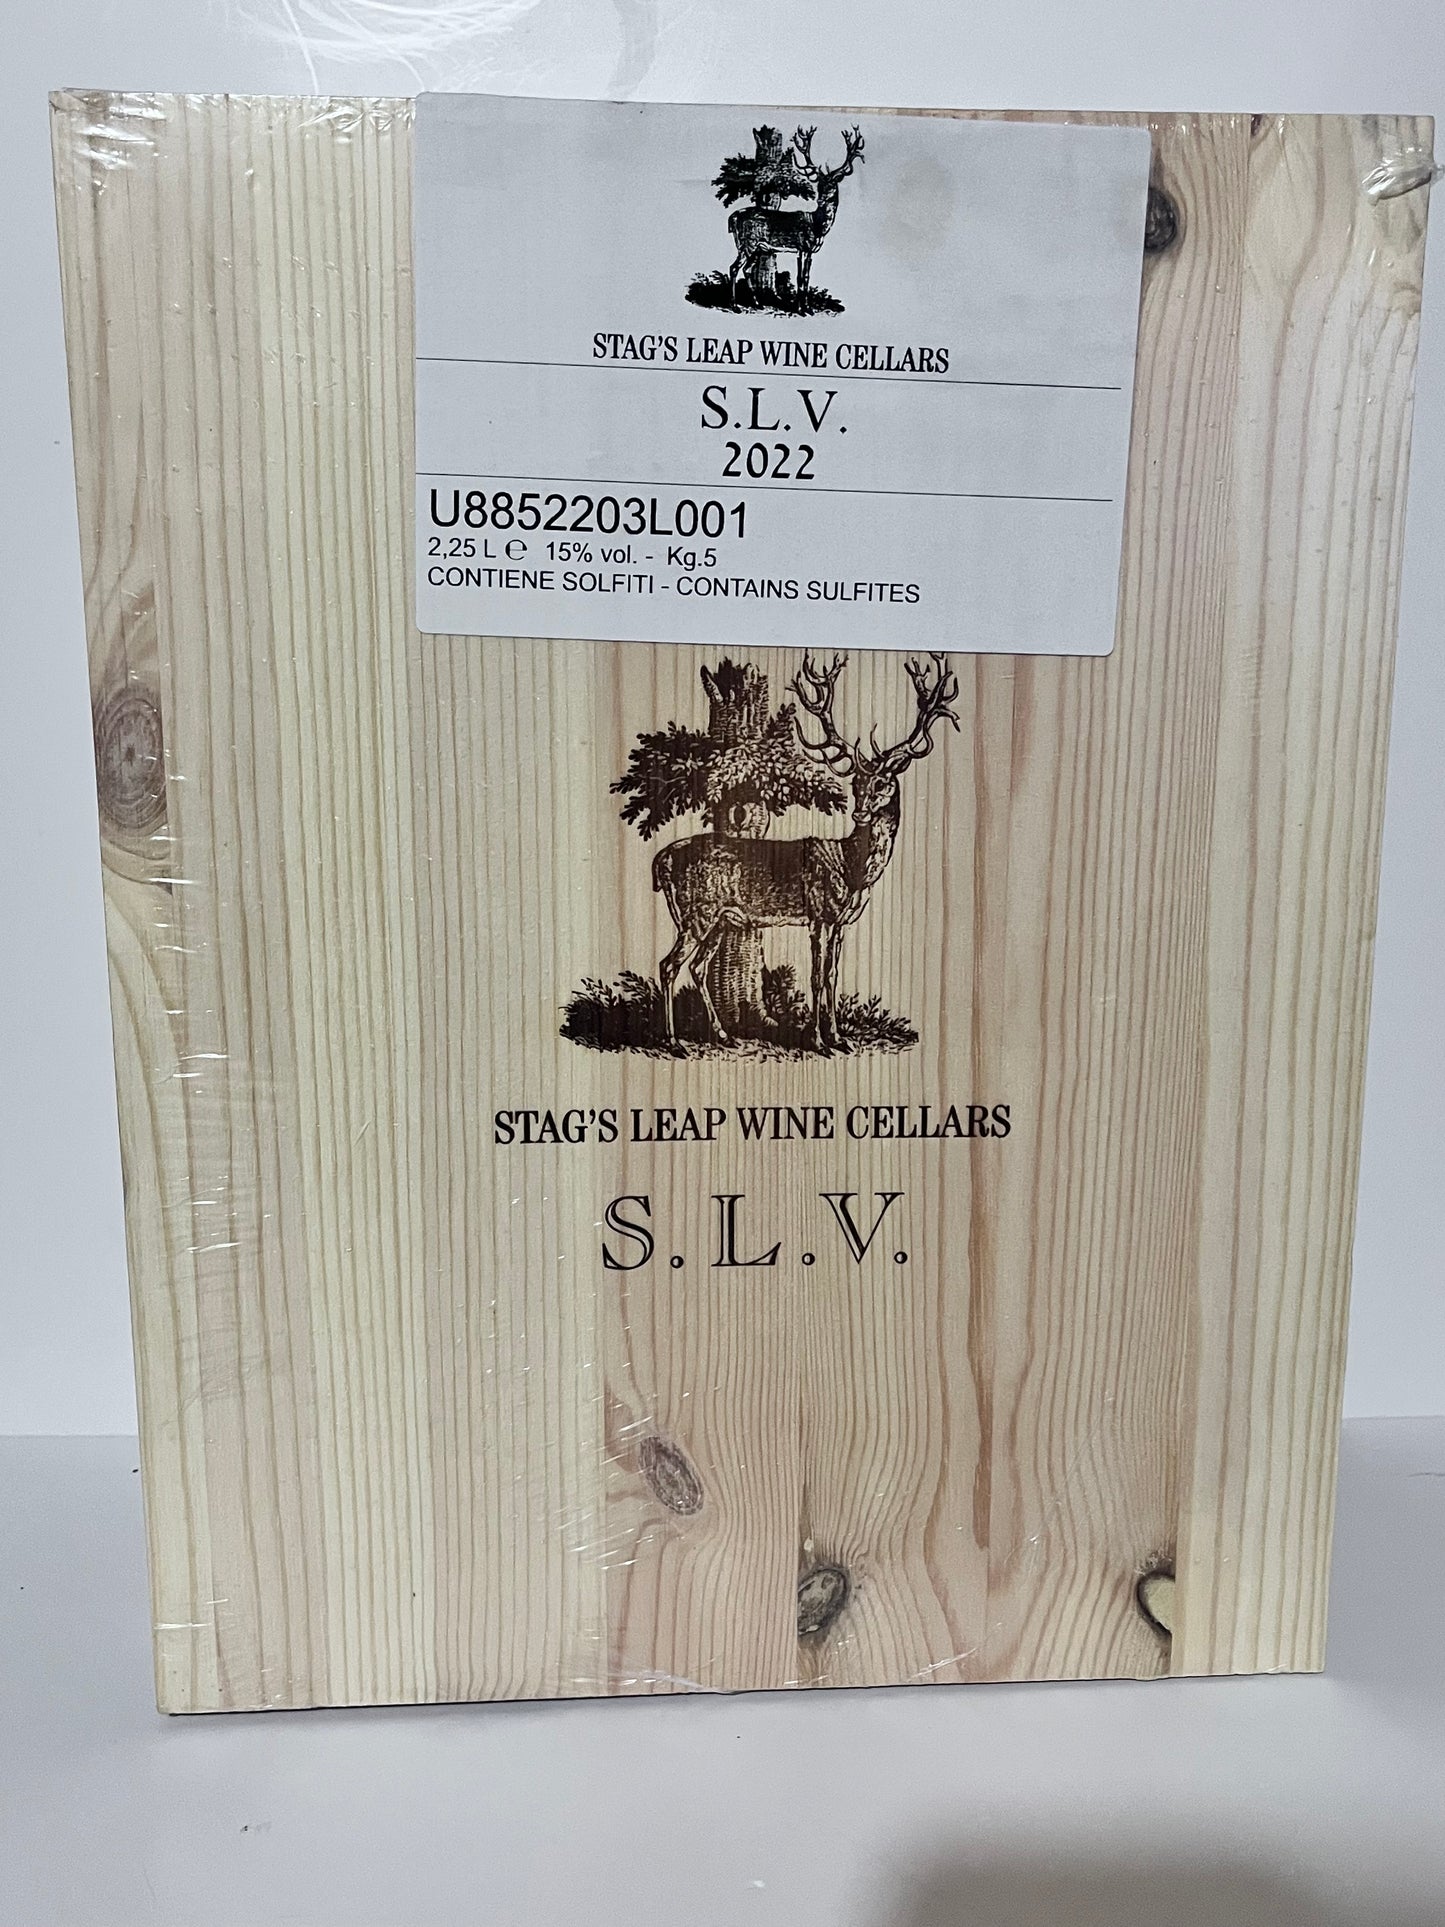 STAG'S LEAP WINE CELLARS
S.L.V.
2022
U8852203L001
2,25 L ℮ 15% vol. - Kg.5
CONTIENE SOLFITI - CONTAINS SULFITES
STAG'S LEAP WINE CELLARS
S.L.V.